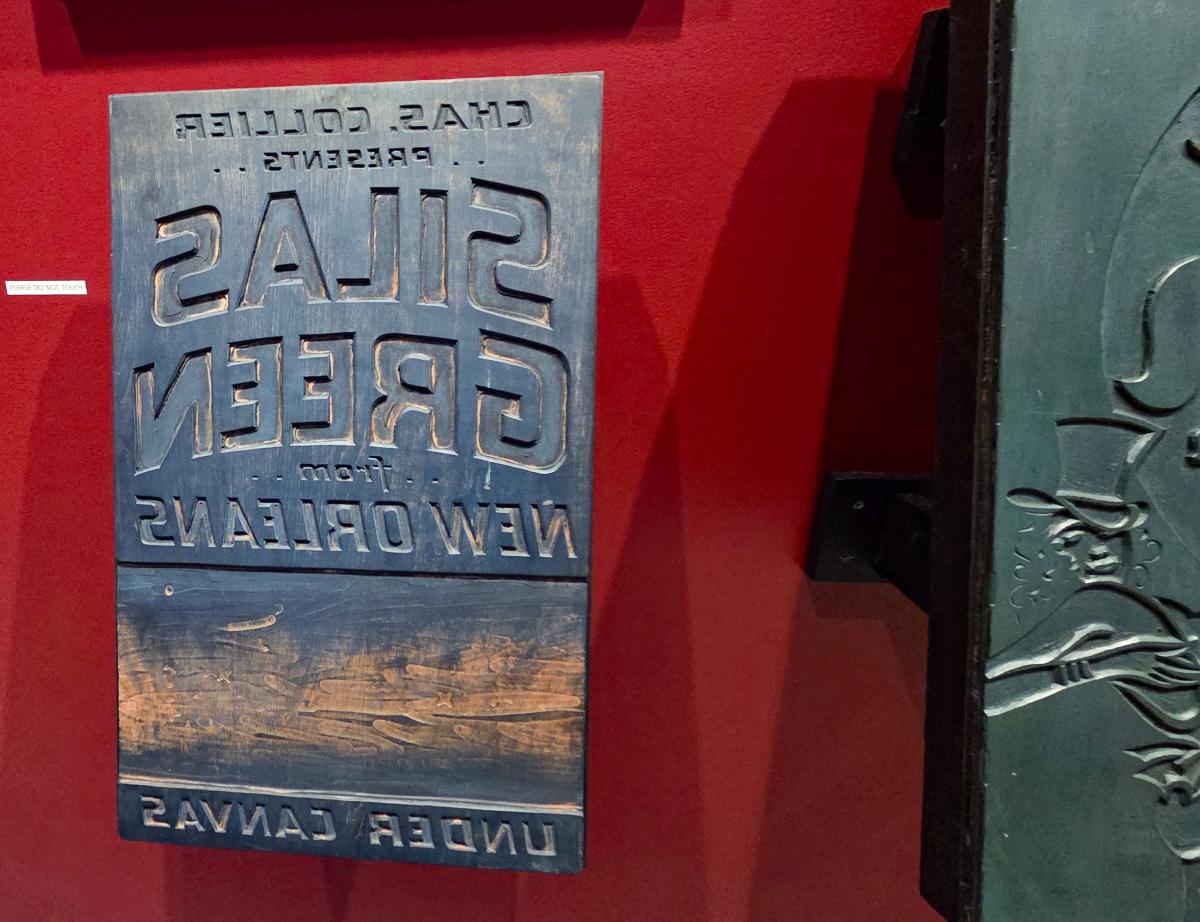 CHAS. COLLIER
. . PRESENTS . .
SILAS
GREEN
. . from . .
NEW ORLEANS
UNDER CANVAS
PLEASE DO NOT TOUCH